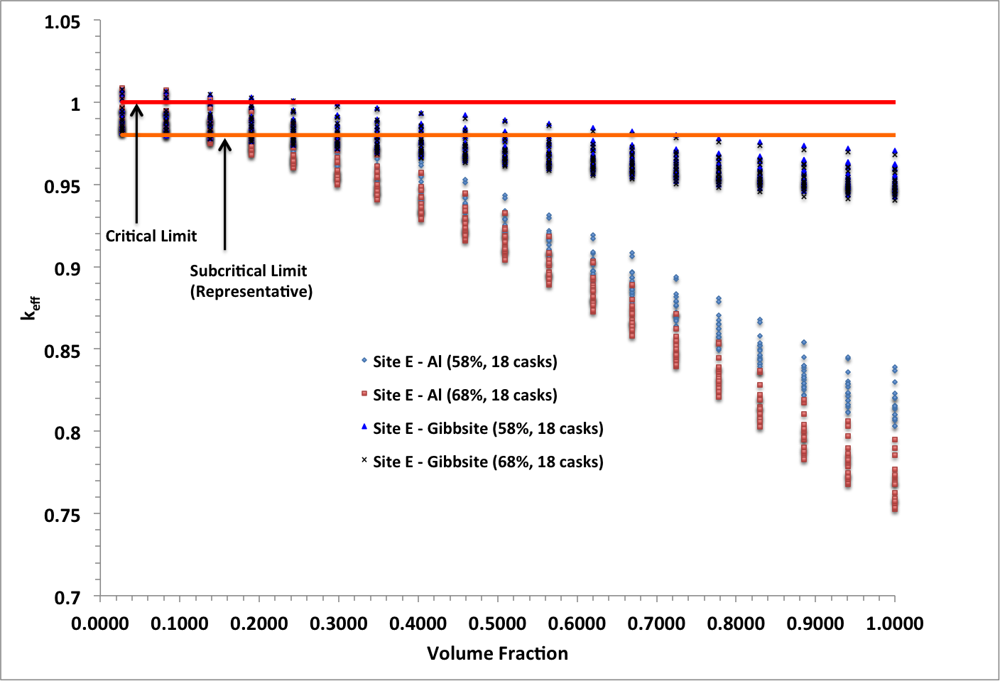 1.05
1
0.95
0.9
0.85
0.8
0.75
0.7
keff
Critical Limit
Subcritical Limit
(Representative)
Site E - Al (58%, 18 casks)
Site E - Al (68%, 18 casks)
Site E - Gibbsite (58%, 18 casks)
Site E - Gibbsite (68%, 18 casks)
0.0000 0.1000 0.2000 0.3000 0.4000 0.5000 0.6000 0.7000 0.8000 0.9000 1.0000
Volume Fraction